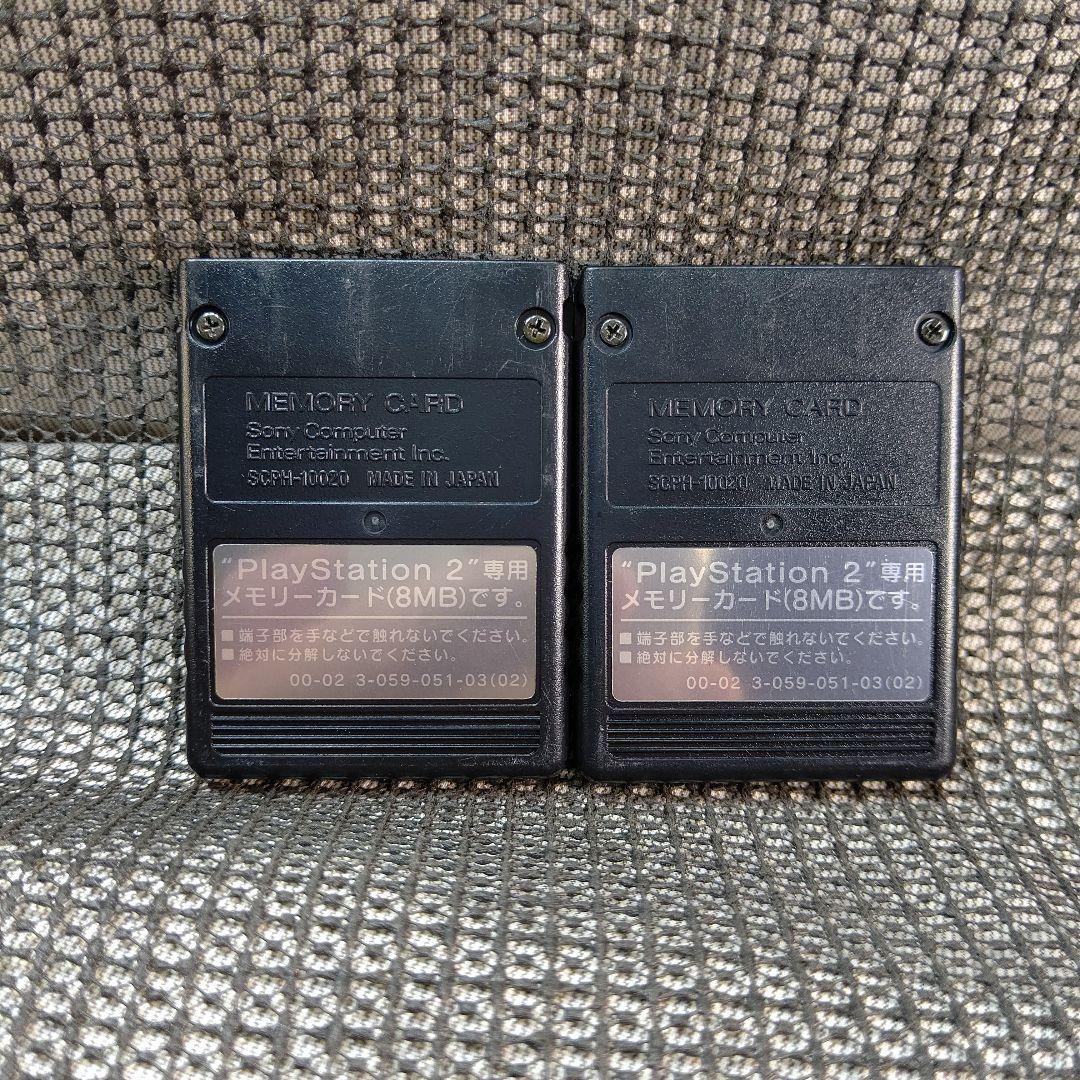 MEMORY CARD
Sony Computer
Entertainment Inc.
SCPH-10020 MADE IN JAPAN
“PlayStation 2”専用
メモリーカード(8MB)です。
■端子部を手などで触れないでください。
■絶対に分解しないでください。
00-02 3-059-051-03(02)
MEMORY CARD
Sony Computer
Entertainment Inc.
SCPH-10020 MADE IN JAPAN
“PlayStation 2”専用
メモリーカード(8MB)です。
■端子部を手などで触れないでください。
■絶対に分解しないでください。
00-02 3-059-051-03(02)